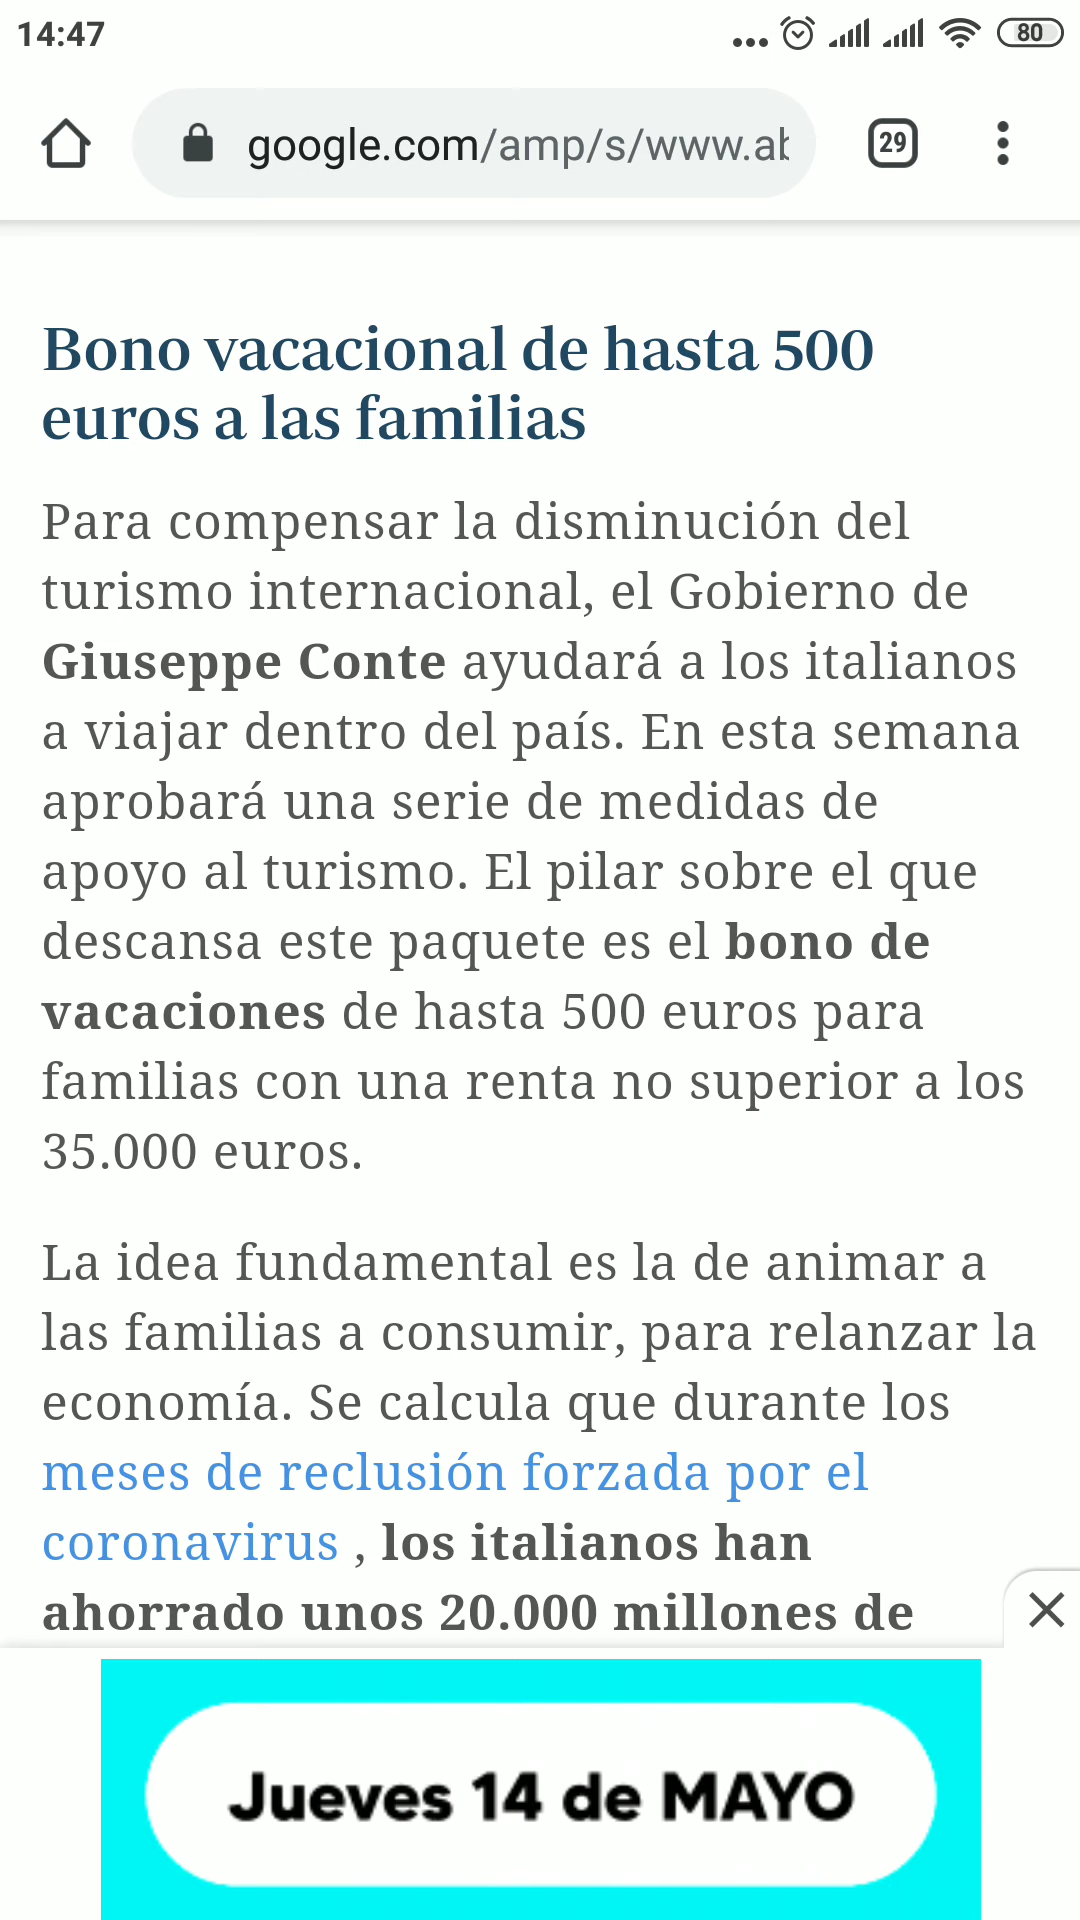 14:47
80
google.com/amp/s/www.ab
29
Bono vacacional de hasta 500
euros a las familias
Para compensar la disminución del
turismo internacional, el Gobierno de
Giuseppe Conte ayudará a los italianos
a viajar dentro del país. En esta semana
aprobará una serie de medidas de
apoyo al turismo. El pilar sobre el que
descansa este paquete es el bono de
vacaciones de hasta 500 euros para
familias con una renta no superior a los
35.000 euros.
La idea fundamental es la de animar a
las familias a consumir, para relanzar la
economía. Se calcula que durante los
meses de reclusión forzada por el
coronavirus , los italianos han
ahorrado unos 20.000 millones de
Jueves 14 de MAYO